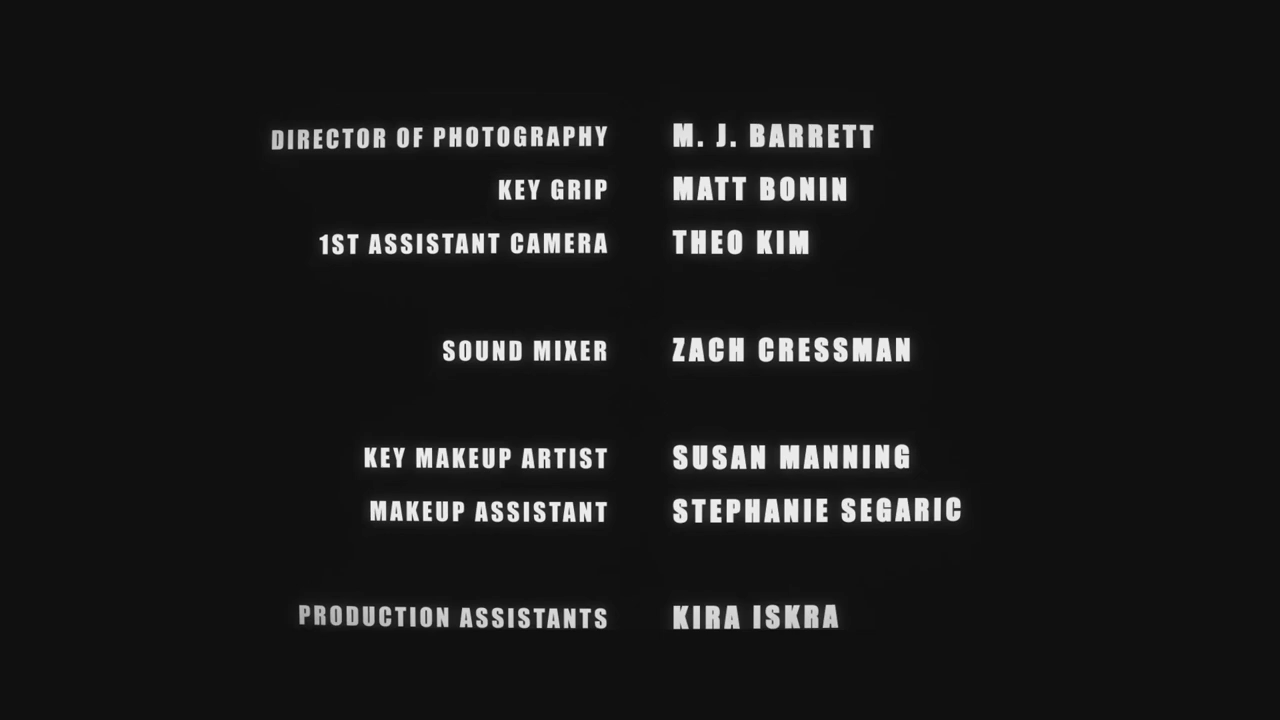 DIRECTOR OF PHOTOGRAPHY M. J. BARRETT
KEY GRIP MATT BONIN
1ST ASSISTANT CAMERA THEO KIM
SOUND MIXER ZACH CRESSMAN
KEY MAKEUP ARTIST SUSAN MANNING
MAKEUP ASSISTANT STEPHANIE SEGARIC
PRODUCTION ASSISTANTS KIRA ISKRA